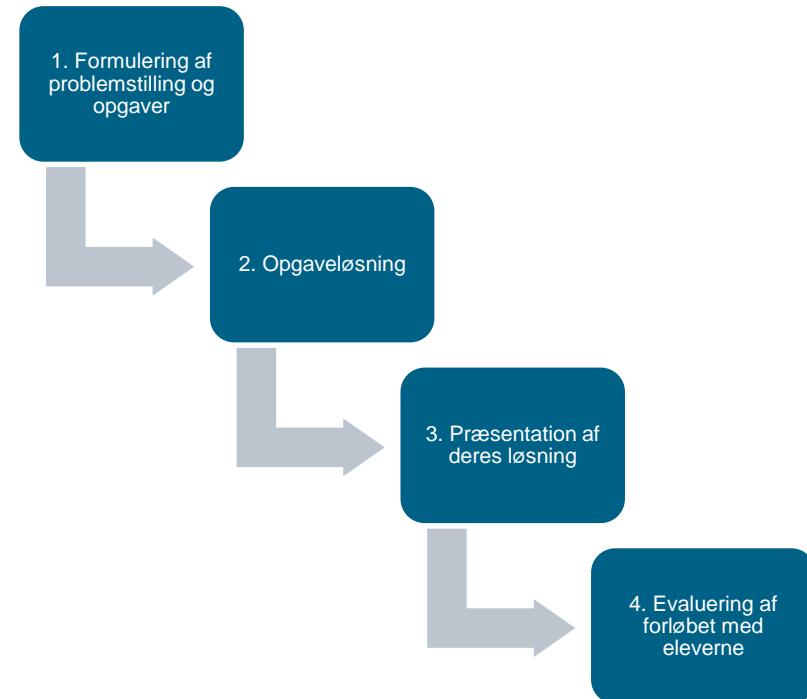 1. Formulering af
problemstilling og
opgaver
2. Opgaveløsning
3. Præsentation af
deres løsning
4. Evaluering af
forløbet med
eleverne